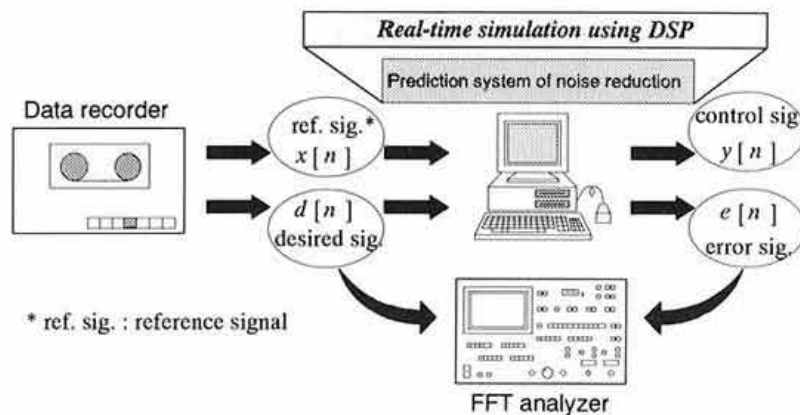 Real-time simulation using DSP
Prediction system of noise reduction
Data recorder
ref. sig.*
x [ n ]
control sig.
y [ n ]
d [ n ]
desired sig.
e [ n ]
error sig.
* ref. sig. : reference signal
FFT analyzer